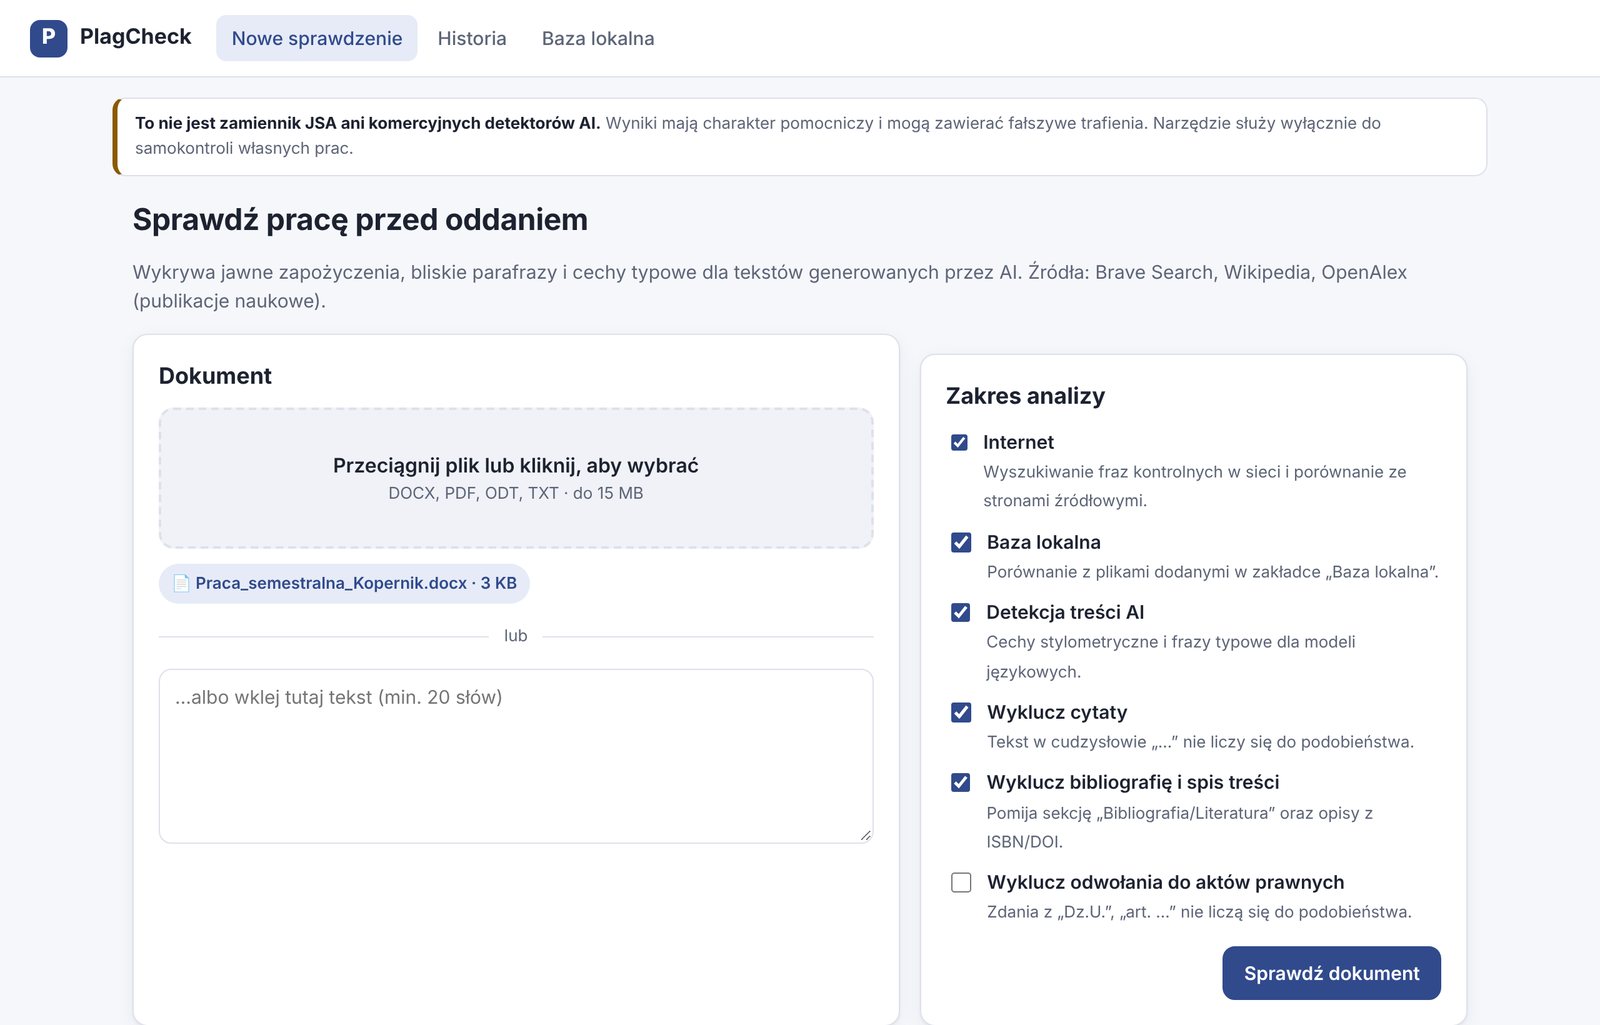 P PlagCheck Nowe sprawdzenie Historia Baza lokalna
To nie jest zamiennik JSA ani komercyjnych detektorów AI. Wyniki mają charakter pomocniczy i mogą zawierać fałszywe trafienia. Narzędzie służy wyłącznie do
samokontroli własnych prac.
Sprawdź pracę przed oddaniem
Wykrywa jawne zapożyczenia, bliskie parafrazy i cechy typowe dla tekstów generowanych przez AI. Źródła: Brave Search, Wikipedia, OpenAlex
(publikacje naukowe).
Dokument
Przeciągnij plik lub kliknij, aby wybrać
DOCX, PDF, ODT, TXT · do 15 MB
Praca_semestralna_Kopernik.docx · 3 KB
lub
...albo wklej tutaj tekst (min. 20 słów)
Zakres analizy
Internet
Wyszukiwanie fraz kontrolnych w sieci i porównanie ze
stronami źródłowymi.
Baza lokalna
Porównanie z plikami dodanymi w zakładce „Baza lokalna”.
Detekcja treści AI
Cechy stylometryczne i frazy typowe dla modeli
językowych.
Wyklucz cytaty
Tekst w cudzysłowie „...” nie liczy się do podobieństwa.
Wyklucz bibliografię i spis treści
Pomija sekcję „Bibliografia/Literatura” oraz opisy z
ISBN/DOI.
Wyklucz odwołania do aktów prawnych
Zdania z „Dz.U.”, „art. ...” nie liczą się do podobieństwa.
Sprawdź dokument